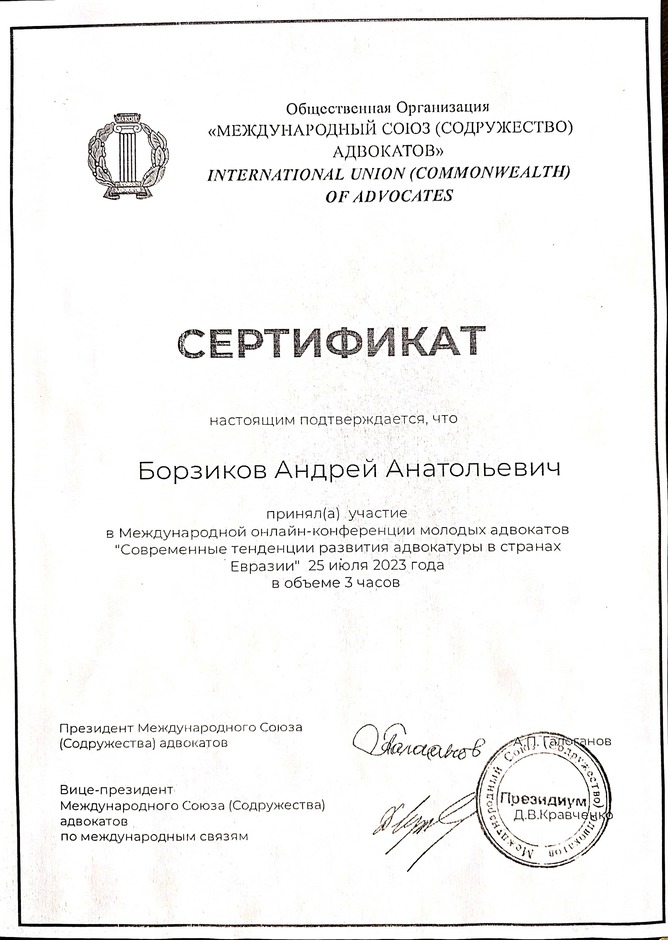 Общественная Организация
«МЕЖДУНАРОДНЫЙ СОЮЗ (СОДРУЖЕСТВО)
АДВОКАТОВ»
INTERNATIONAL UNION (COMMONWEALTH)
OF ADVOCATES
СЕРТИФИКАТ
настоящим подтверждается, что
Борзиков Андрей Анатольевич
принял(а) участие
в Международной онлайн-конференции молодых адвокатов
"Современные тенденции развития адвокатуры в странах
Евразии" 25 июля 2023 года
в объеме 3 часов
Президент Международного Союза
(Содружества) адвокатов
А.П. Галоганов
Вице-президент
Международного Союза (Содружества)
адвокатов
по международным связям
Д.В.Кравченко
Международный Союз (Содружество) адвокатов
Президиум